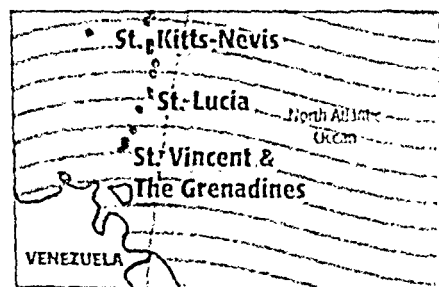 St. Kitts-Nevis
St. Lucia
North Atlantic
Ocean
St. Vincent &
The Grenadines
VENEZUELA